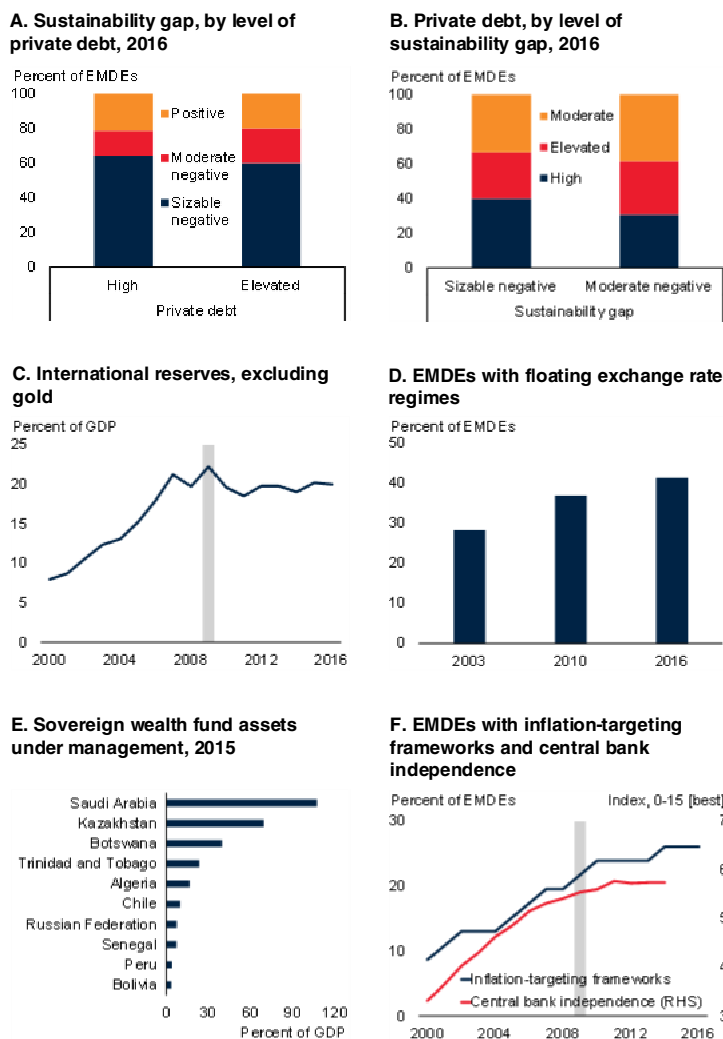 A. Sustainability gap, by level of
private debt, 2016
Percent of EMDEs
100
80
60
40
20
0
Positive
Moderate
negative
Sizable
negative
High
Elevated
Private debt
B. Private debt, by level of
sustainability gap, 2016
Percent of EMDEs
100
80
60
40
20
0
Moderate
Elevated
High
Sizable negative
Moderate negative
Sustainability gap
C. International reserves, excluding
gold
Percent of GDP
25
20
15
10
5
0
2000
2004
2008
2012
2016
D. EMDEs with floating exchange rate
regimes
Percent of EMDEs
50
40
30
20
10
0
2003
2010
2016
E. Sovereign wealth fund assets
under management, 2015
Saudi Arabia
Kazakhstan
Botswana
Trinidad and Tobago
Algeria
Chile
Russian Federation
Senegal
Peru
Bolivia
0
30
60
90
120
Percent of GDP
F. EMDEs with inflation-targeting
frameworks and central bank
independence
Percent of EMDEs
Index, 0-15 [best]
30
20
10
0
7
6
5
4
3
Inflation-targeting frameworks
Central bank independence (RHS)
2000
2004
2008
2012
2016